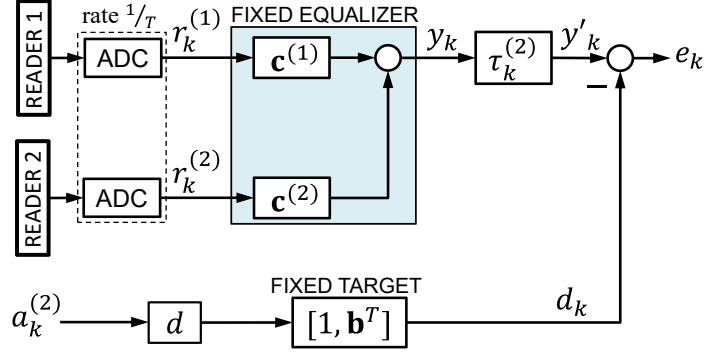 rate 1/T
FIXED EQUALIZER
READER 1
ADC
r_k^(1)
c^(1)
y_k
τ_k^(2)
y'_k
e_k
−
READER 2
ADC
r_k^(2)
c^(2)
FIXED TARGET
a_k^(2)
d
[1, b^T]
d_k